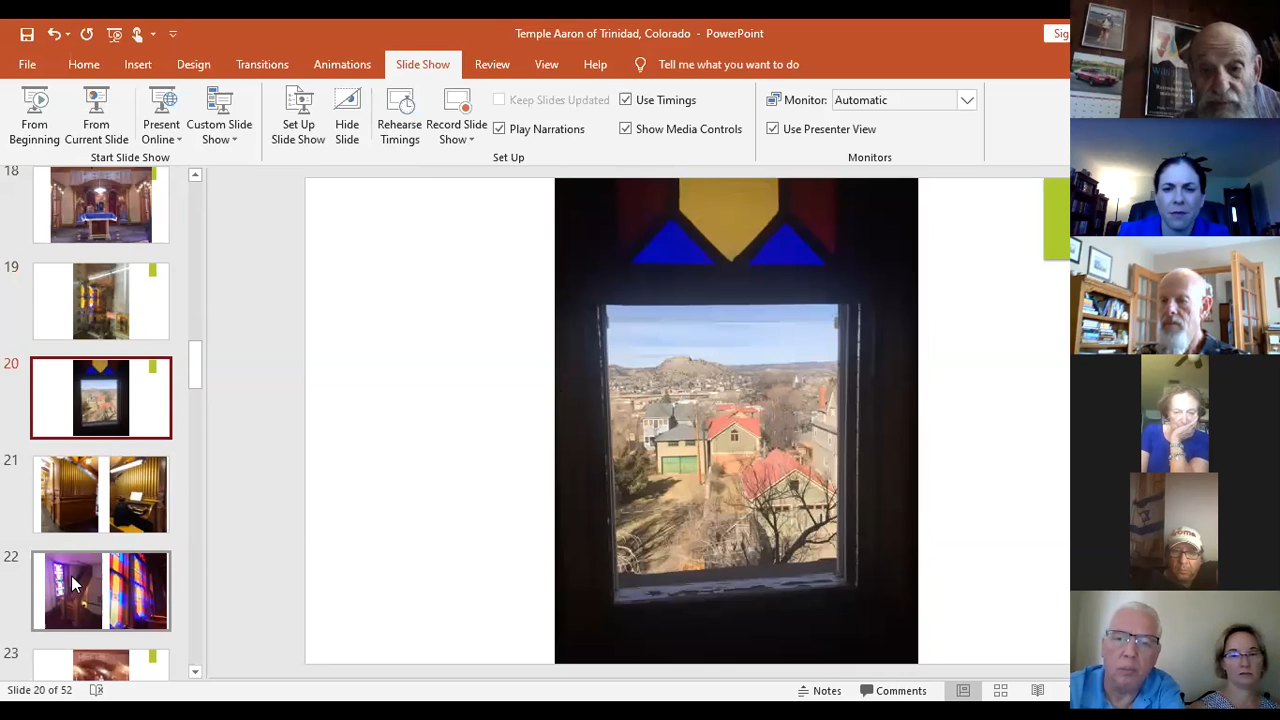 Temple Aaron of Trinidad, Colorado - PowerPoint
Sig
File Home Insert Design Transitions Animations Slide Show Review View Help Tell me what you want to do
From Beginning
From Current Slide
Present Online
Custom Slide Show
Set Up Slide Show
Hide Slide
Rehearse Timings
Record Slide Show
Keep Slides Updated
Play Narrations
Use Timings
Show Media Controls
Monitor: Automatic
Use Presenter View
Start Slide Show
Set Up
Monitors
18
19
20
21
22
23
Slide 20 of 52
Notes
Comments